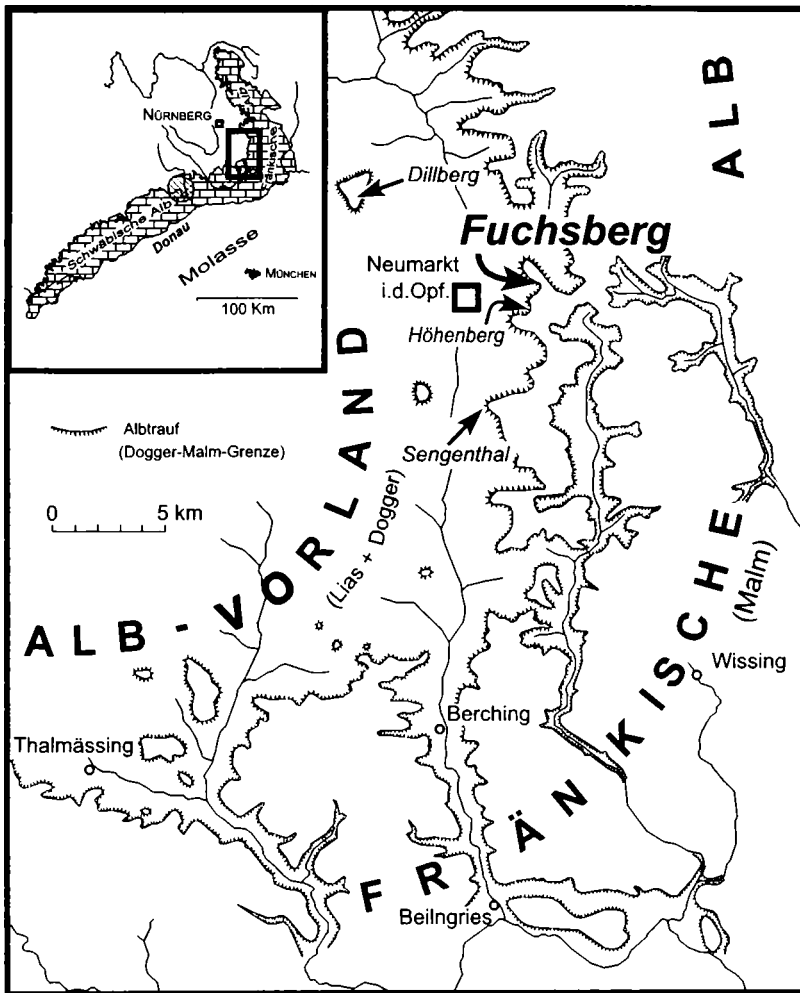 NÜRNBERG
Fränkische
Alb
Schwäbische Alb
Donau
Molasse
MÜNCHEN
100 Km
ALB
Dillberg
Fuchsberg
Neumarkt
i.d.Opf.
Höhenberg
Albtrauf
(Dogger-Malm-Grenze)
Sengenthal
0 5 km
ALB-VORLAND
(Lias + Dogger)
FRÄNKISCHE
(Malm)
Wissing
Berching
Thalmässing
Beilngries